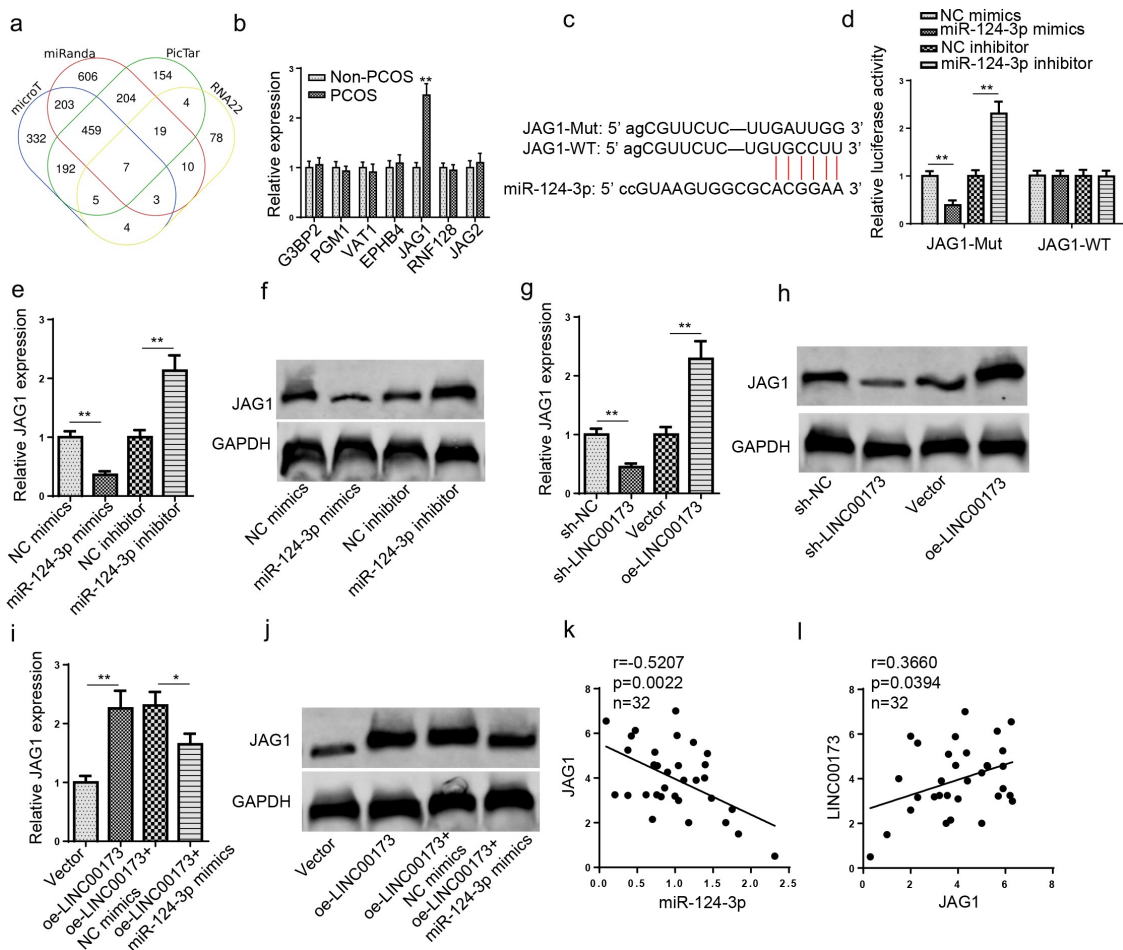 a
miRanda
PicTar
microT
RNA22
606
154
203
204
4
332
459
19
78
192
7
10
5
3
4
b
Relative expression
Non-PCOS
PCOS
**
3
2
1
0
G3BP2
PGM1
VAT1
EPHB4
JAG1
RNF128
JAG2
c
JAG1-Mut: 5’ agCGUUCUC—UUGAUUGG 3’
JAG1-WT: 5’ agCGUUCUC—UGUGCCUU 3’
miR-124-3p: 5’ ccGUAAGUGGCGCACGGAA 3’
d
NC mimics
miR-124-3p mimics
NC inhibitor
miR-124-3p inhibitor
Relative luciferase activity
3
2
1
0
**
**
JAG1-Mut
JAG1-WT
e
Relative JAG1 expression
3
2
1
0
**
**
NC mimics
miR-124-3p mimics
NC inhibitor
miR-124-3p inhibitor
f
JAG1
GAPDH
NC mimics
miR-124-3p mimics
NC inhibitor
miR-124-3p inhibitor
g
Relative JAG1 expression
3
2
1
0
**
**
sh-NC
sh-LINC00173
Vector
oe-LINC00173
h
JAG1
GAPDH
sh-NC
sh-LINC00173
Vector
oe-LINC00173
i
Relative JAG1 expression
3
2
1
0
**
*
Vector
oe-LINC00173
oe-LINC00173+
NC mimics
oe-LINC00173+
miR-124-3p mimics
j
JAG1
GAPDH
Vector
oe-LINC00173
oe-LINC00173+
NC mimics
oe-LINC00173+
miR-124-3p mimics
k
r=-0.5207
p=0.0022
n=32
JAG1
8
6
4
2
0
0.0
0.5
1.0
1.5
2.0
2.5
miR-124-3p
l
r=0.3660
p=0.0394
n=32
LINC00173
8
6
4
2
0
0
2
4
6
8
JAG1